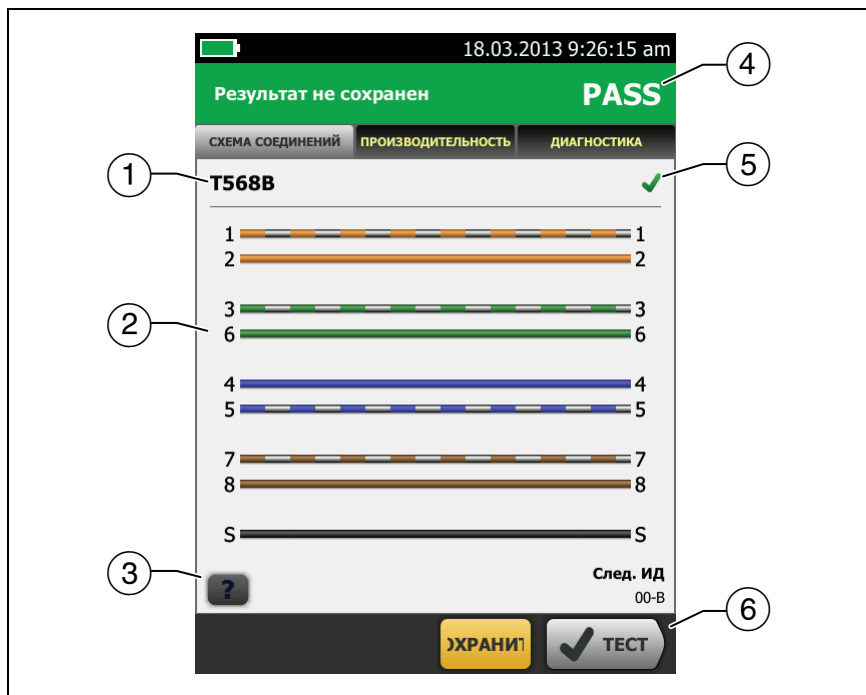 18.03.2013 9:26:15 am
Результат не сохранен PASS
СХЕМА СОЕДИНЕНИЙ ПРОИЗВОДИТЕЛЬНОСТЬ ДИАГНОСТИКА
T568B
1 1
2 2
3 3
6 6
4 4
5 5
7 7
8 8
S S
?
След. ИД
00-B
ОХРАНИТ ТЕСТ
1
2
3
4
5
6